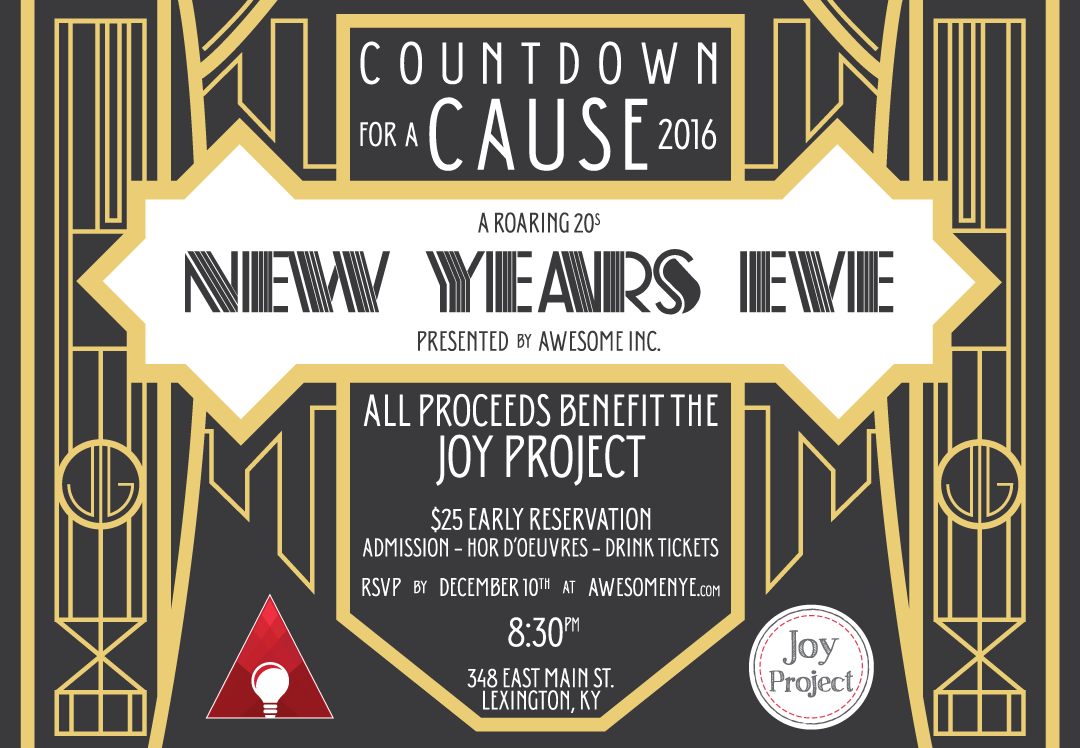 COUNTDOWN
FOR A CAUSE 2016
A ROARING 20S
NEW YEARS EVE
PRESENTED BY AWESOME INC.
ALL PROCEEDS BENEFIT THE
JOY PROJECT
$25 EARLY RESERVATION
ADMISSION – HOR D'OEUVRES – DRINK TICKETS
RSVP BY DECEMBER 10TH AT AWESOMENYE.COM
8:30PM
348 EAST MAIN ST.
LEXINGTON, KY
Joy
Project